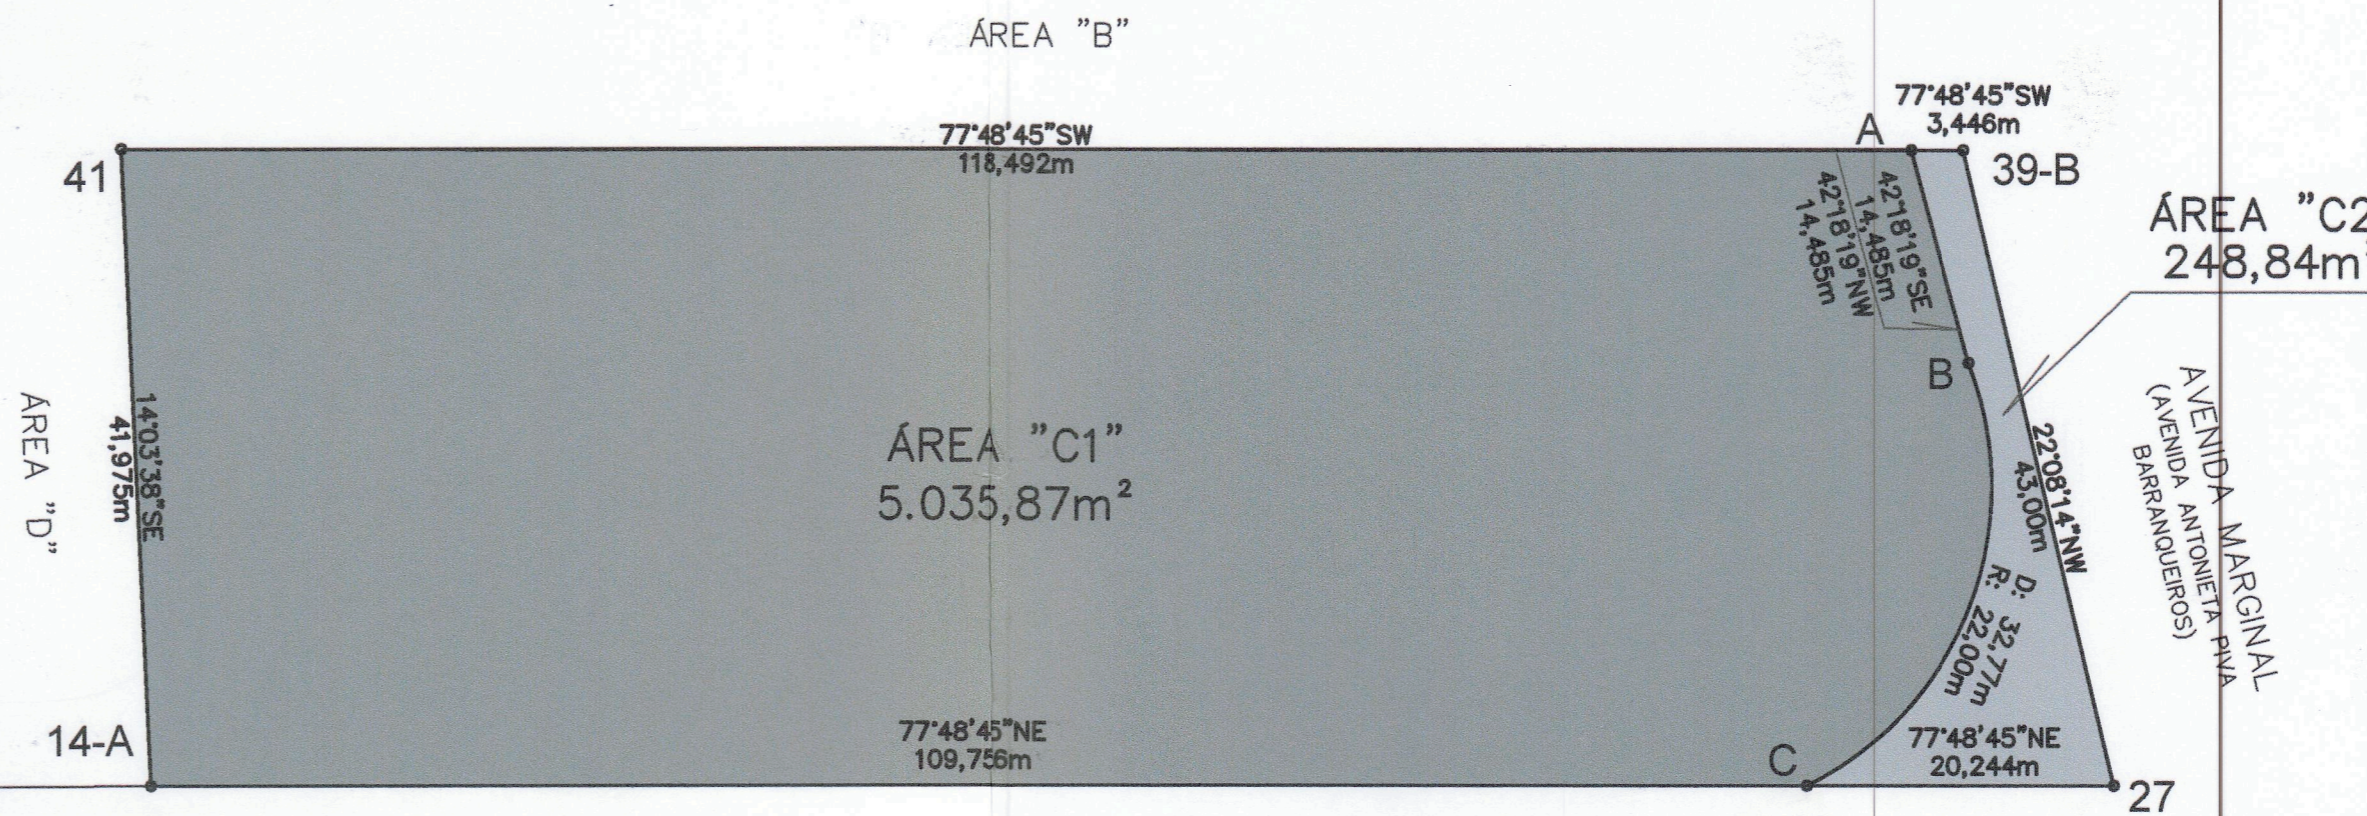 ÁREA "B"
77°48'45"SW
3,446m
A
77°48'45"SW
118,492m
41
39-B
42°18'19"SE
14,485m
42°18'19"NW
14,485m
ÁREA "C2
248,84m²
B
ÁREA "D"
14°03'38"SE
41,975m
ÁREA "C1"
5.035,87m²
22°08'14"NW
43,00m
AVENIDA MARGINAL
(AVENIDA ANTONIETA PIVA
BARRANQUEIROS)
D: 32,77m
R: 22,00m
14-A
77°48'45"NE
109,756m
C
77°48'45"NE
20,244m
27